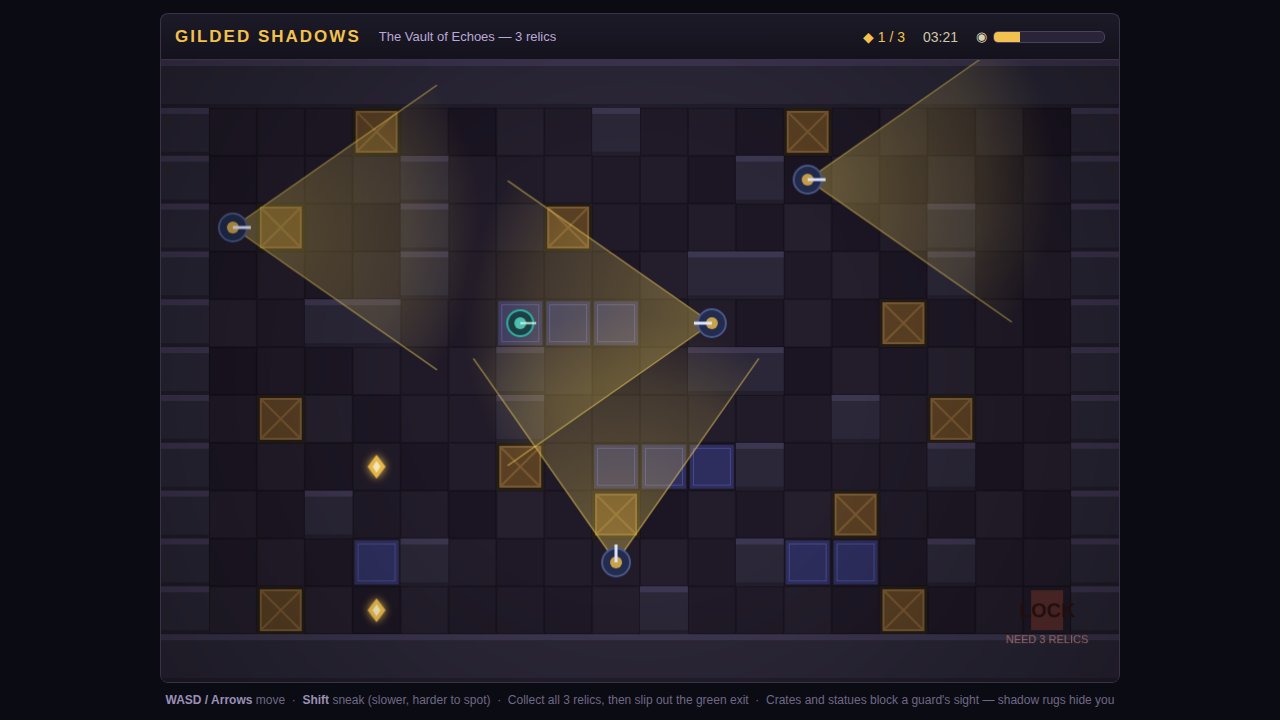 GILDED SHADOWS The Vault of Echoes — 3 relics ◆ 1 / 3 03:21 ◉
LOCK
NEED 3 RELICS
WASD / Arrows move · Shift sneak (slower, harder to spot) · Collect all 3 relics, then slip out the green exit · Crates and statues block a guard's sight — shadow rugs hide you